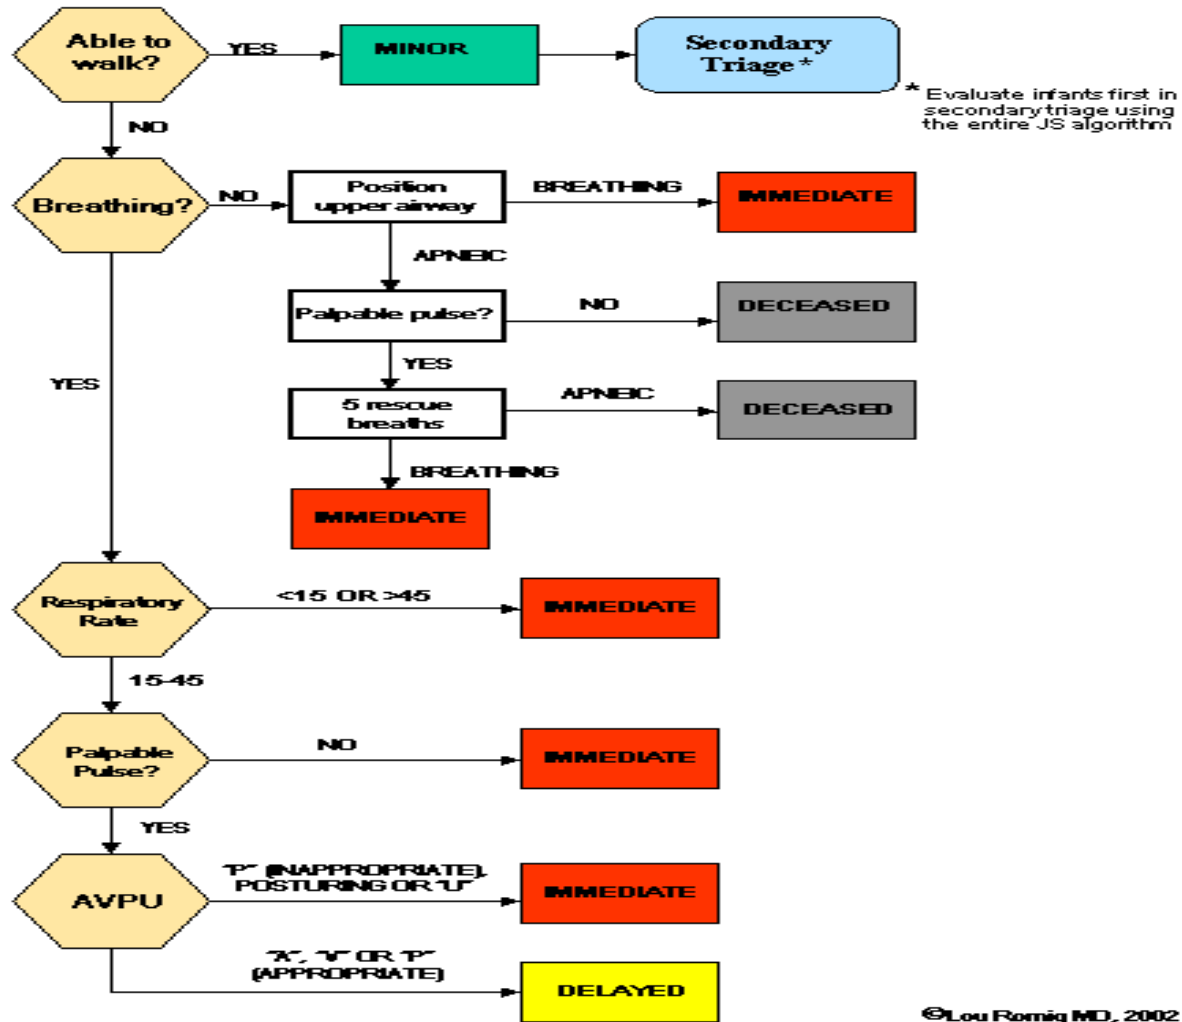 Able to
walk?
YES
MINOR
Secondary
Triage *
* Evaluate infants first in
secondary triage using
the entire JS algorithm
NO
Breathing?
NO
Position
upper airway
BREATHING
IMMEDIATE
APNEIC
Palpable pulse?
NO
DECEASED
YES
5 rescue
breaths
APNEIC
DECEASED
BREATHING
IMMEDIATE
YES
Respiratory
Rate
<15 OR >45
IMMEDIATE
15-45
Palpable
Pulse?
NO
IMMEDIATE
YES
AVPU
"P" (INAPPROPRIATE),
POSTURING OR "U"
IMMEDIATE
"A", "V" OR "P"
(APPROPRIATE)
DELAYED
©Lou Romig MD, 2002